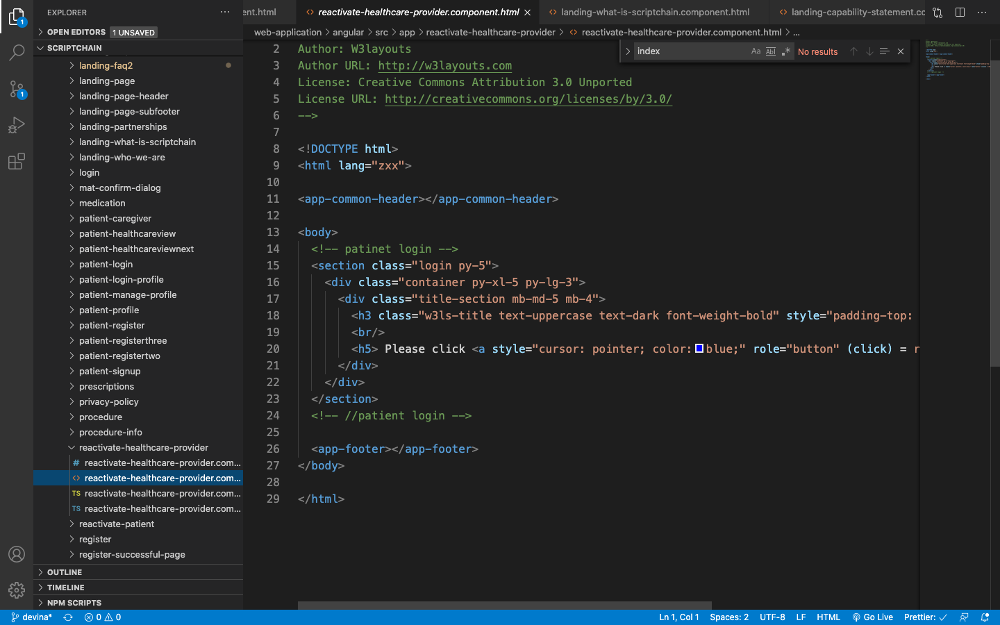 EXPLORER
ent.html
reactivate-healthcare-provider.component.html
landing-what-is-scriptchain.component.html
landing-capability-statement.cc
OPEN EDITORS 1 UNSAVED
web-application > angular > src > app > reactivate-healthcare-provider > reactivate-healthcare-provider.component.html > ...
SCRIPTCHAIN
index
Aa Abl .* No results
landing-faq2
landing-page
landing-page-header
landing-page-subfooter
landing-partnerships
landing-what-is-scriptchain
landing-who-we-are
login
mat-confirm-dialog
medication
patient-caregiver
patient-healthcareview
patient-healthcareviewnext
patient-login
patient-login-profile
patient-manage-profile
patient-profile
patient-register
patient-registerthree
patient-registertwo
patient-signup
prescriptions
privacy-policy
procedure
procedure-info
reactivate-healthcare-provider
# reactivate-healthcare-provider.com...
<> reactivate-healthcare-provider.com...
TS reactivate-healthcare-provider.com...
TS reactivate-healthcare-provider.com...
reactivate-patient
register
register-successful-page
OUTLINE
TIMELINE
NPM SCRIPTS
1
1
2 Author: W3layouts
3 Author URL: http://w3layouts.com
4 License: Creative Commons Attribution 3.0 Unported
5 License URL: http://creativecommons.org/licenses/by/3.0/
6 -->
7
8 <!DOCTYPE html>
9 <html lang="zxx">
10
11 <app-common-header></app-common-header>
12
13 <body>
14 <!-- patinet login -->
15 <section class="login py-5">
16 <div class="container py-xl-5 py-lg-3">
17 <div class="title-section mb-md-5 mb-4">
18 <h3 class="w3ls-title text-uppercase text-dark font-weight-bold" style="padding-top:
19 <br/>
20 <h5> Please click <a style="cursor: pointer; color: blue;" role="button" (click) = r
21 </div>
22 </div>
23 </section>
24 <!-- //patient login -->
25
26 <app-footer></app-footer>
27 </body>
28
29 </html>
devina* 0 0 Ln 1, Col 1 Spaces: 2 UTF-8 LF HTML Go Live Prettier: ✓